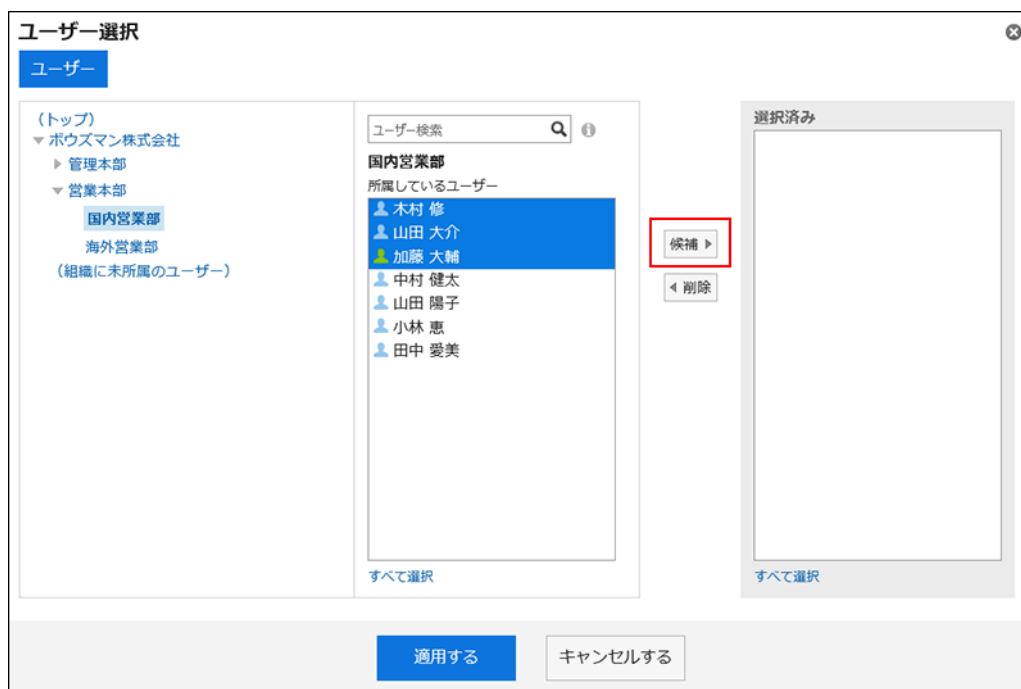 ユーザー選択
ユーザー
（トップ）
ボウズマン株式会社
管理本部
営業本部
国内営業部
海外営業部
（組織に未所属のユーザー）
ユーザー検索
国内営業部
所属しているユーザー
木村 修
山田 大介
加藤 大輔
中村 健太
山田 陽子
小林 恵
田中 愛美
すべて選択
候補
削除
選択済み
すべて選択
適用する
キャンセルする